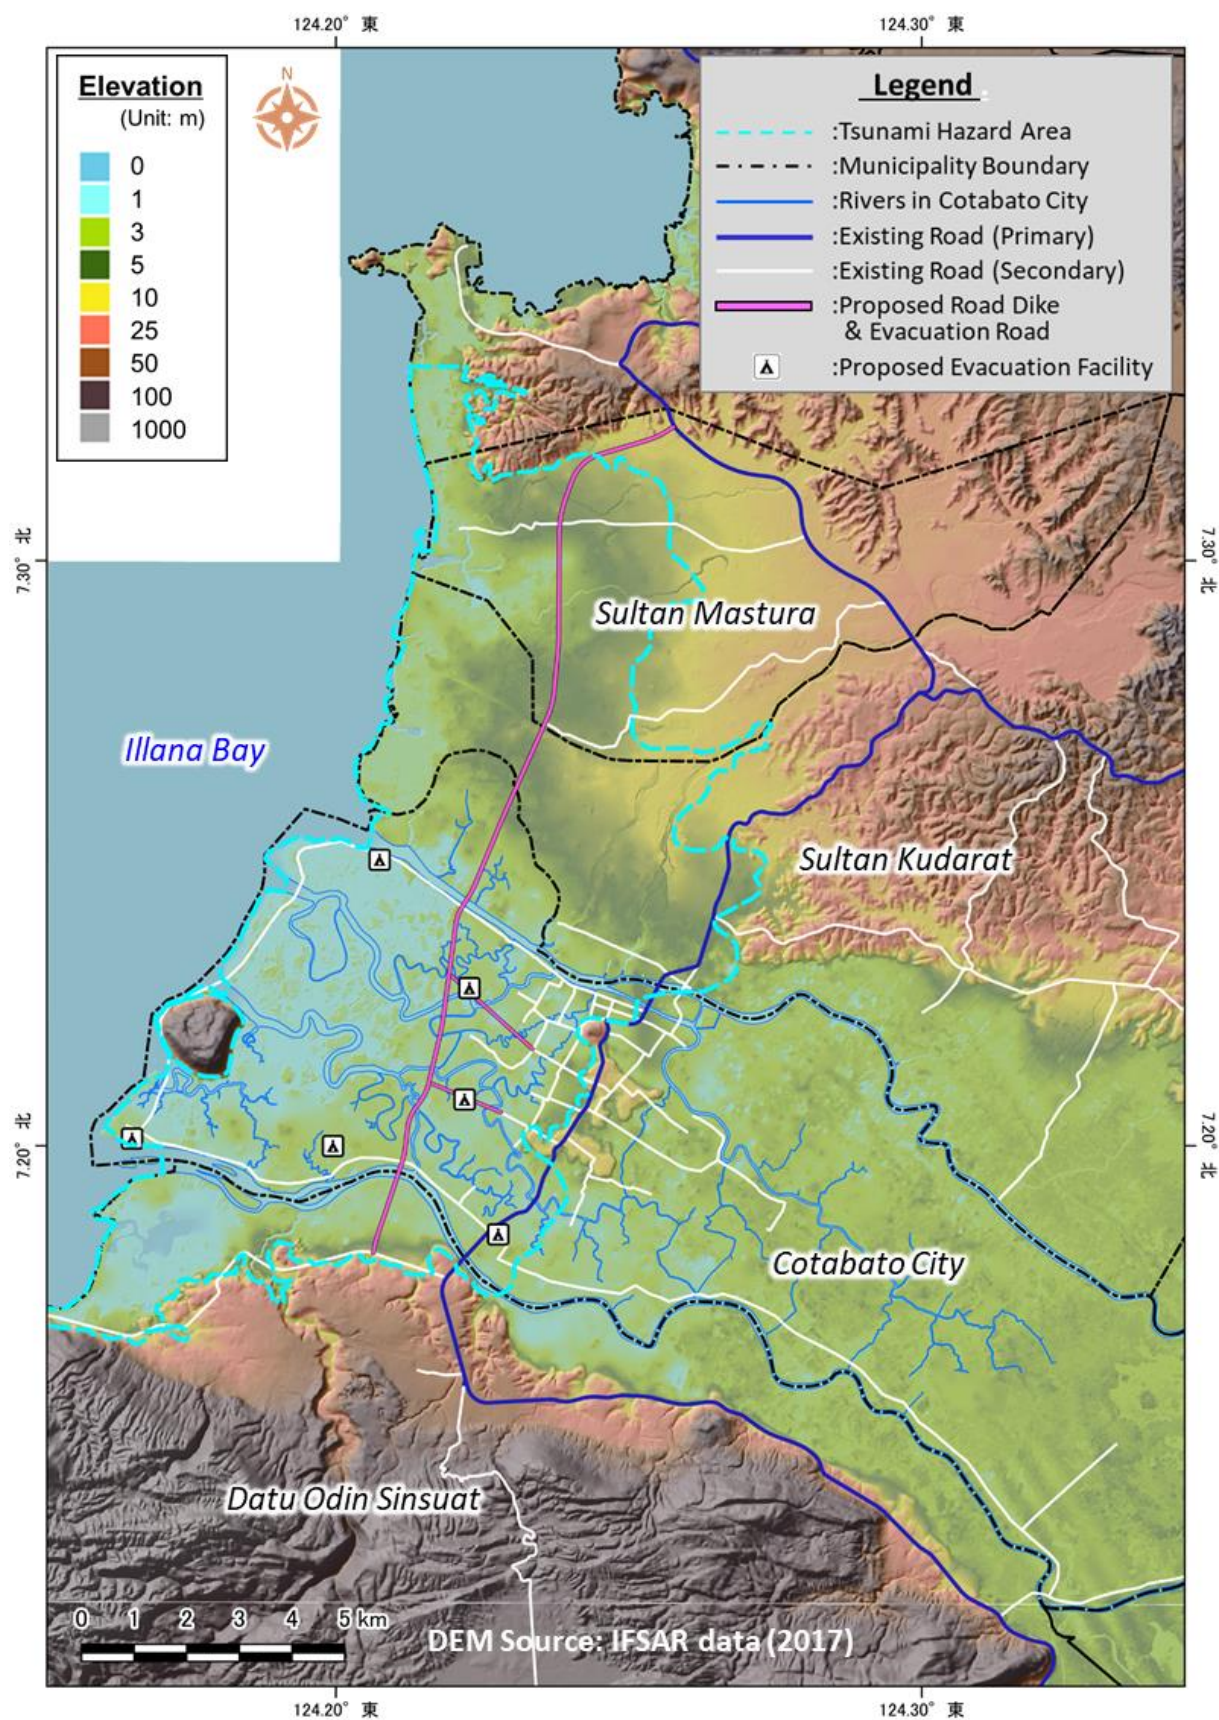 124.20° 東
124.30° 東
Elevation
(Unit: m)
0
1
3
5
10
25
50
100
1000
N
Legend
:Tsunami Hazard Area
:Municipality Boundary
:Rivers in Cotabato City
:Existing Road (Primary)
:Existing Road (Secondary)
:Proposed Road Dike
& Evacuation Road
:Proposed Evacuation Facility
7.30° 北
7.30° 北
Sultan Mastura
Illana Bay
Sultan Kudarat
7.20° 北
7.20° 北
Cotabato City
Datu Odin Sinsuat
0 1 2 3 4 5 km
DEM Source: IFSAR data (2017)
124.20° 東
124.30° 東